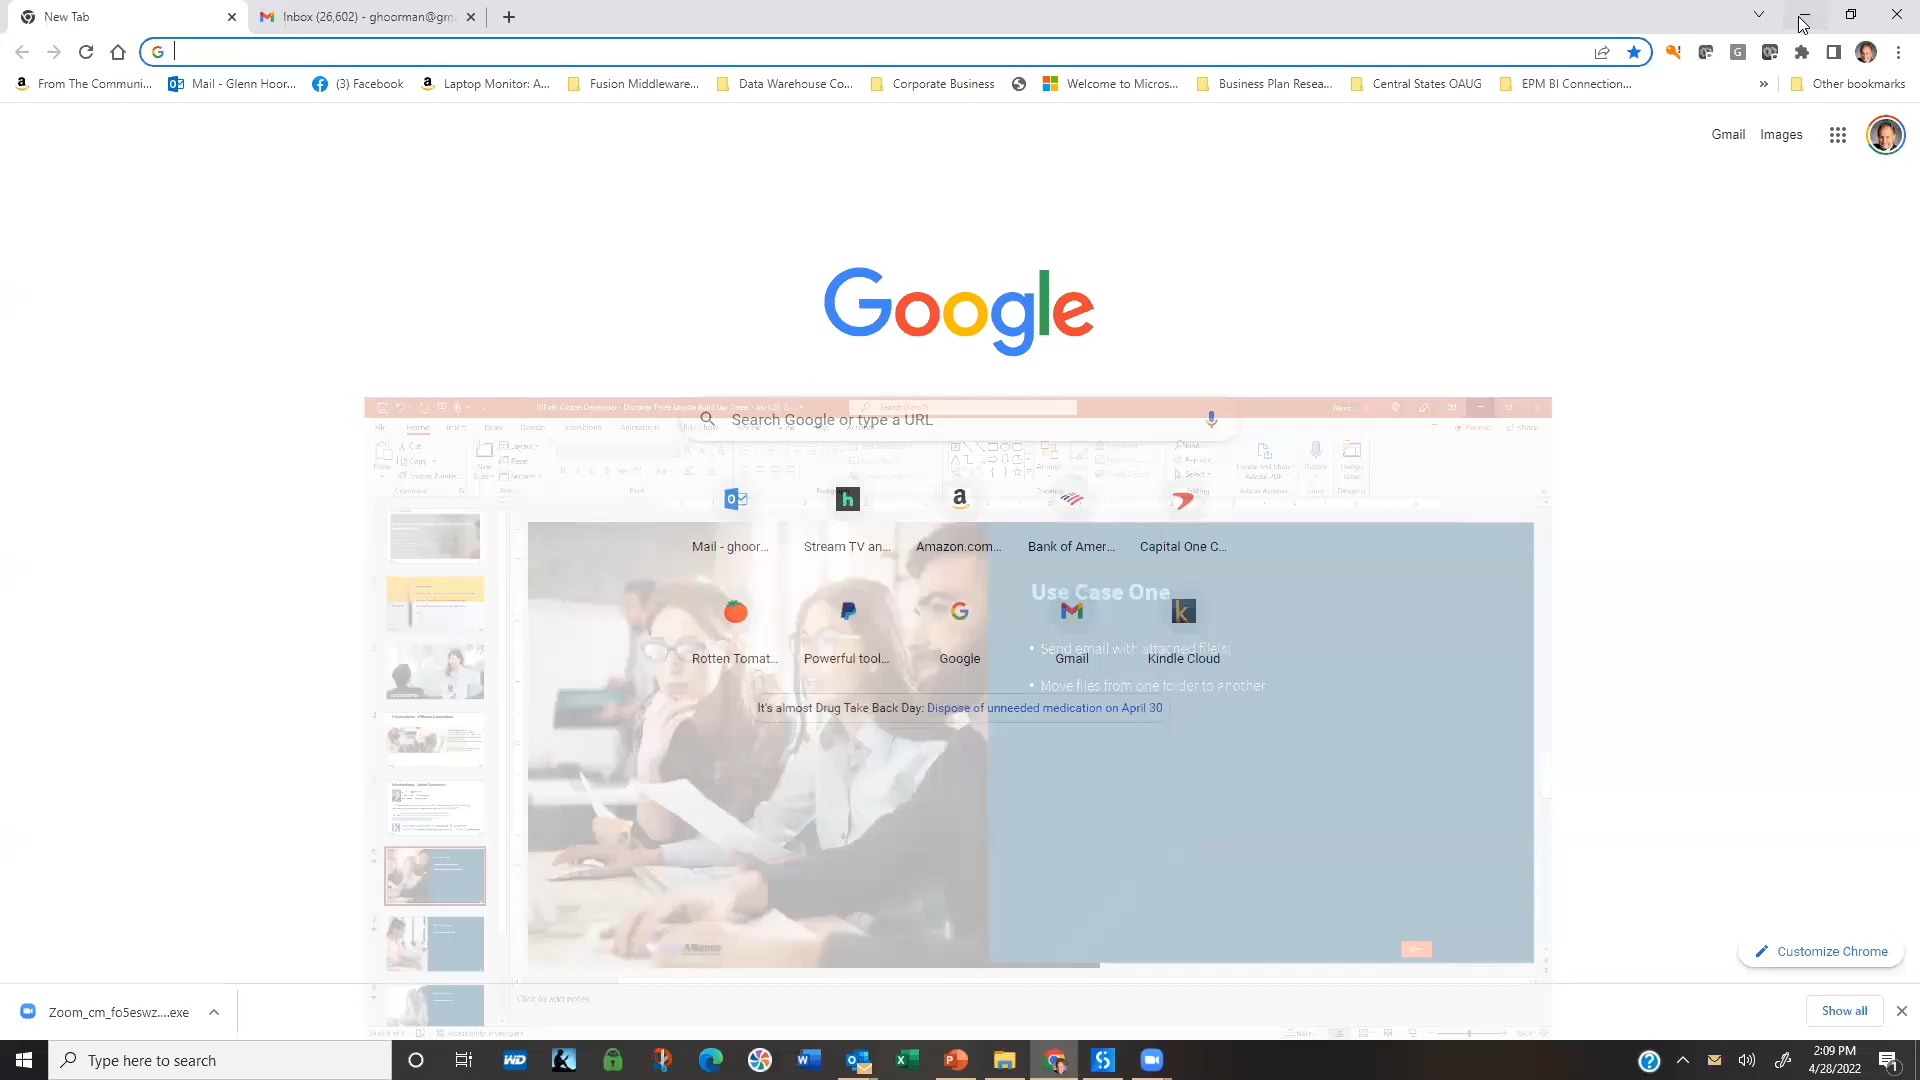 New Tab
Inbox (26,602) - ghoorman@gm
From The Communi...
Mail - Glenn Hoor...
(3) Facebook
Laptop Monitor: A...
Fusion Middleware...
Data Warehouse Co...
Corporate Business
Welcome to Micros...
Business Plan Resea...
Central States OAUG
EPM BI Connection...
»
Other bookmarks
Gmail
Images
Google
Search Google or type a URL
Mail - ghoor...
Stream TV an...
Amazon.com...
Bank of Amer...
Capital One C...
Use Case One
Rotten Tomat...
Powerful tool...
Google
Gmail
Kindle Cloud
• Send email with attached file(s)
• Move files from one folder to another
It's almost Drug Take Back Day: Dispose of unneeded medication on April 30
Customize Chrome
Click to add notes
Zoom_cm_fo5eswz....exe
Show all
Type here to search
2:09 PM
4/28/2022